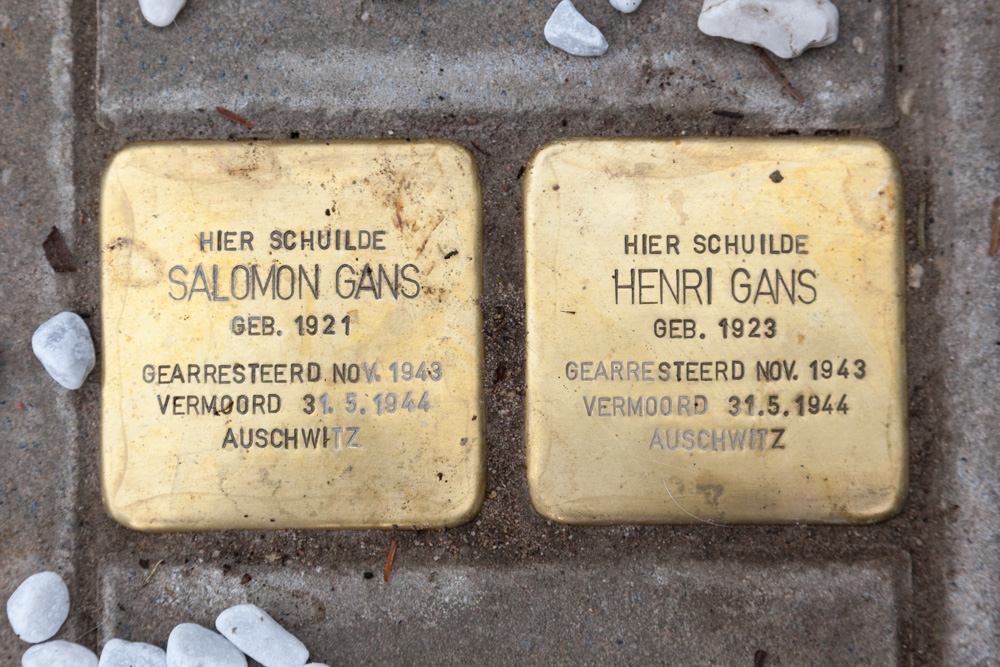 HIER SCHUILDE
SALOMON GANS
GEB. 1921
GEARRESTEERD NOV. 1943
VERMOORD 31.5.1944
AUSCHWITZ
HIER SCHUILDE
HENRI GANS
GEB. 1923
GEARRESTEERD NOV. 1943
VERMOORD 31.5.1944
AUSCHWITZ